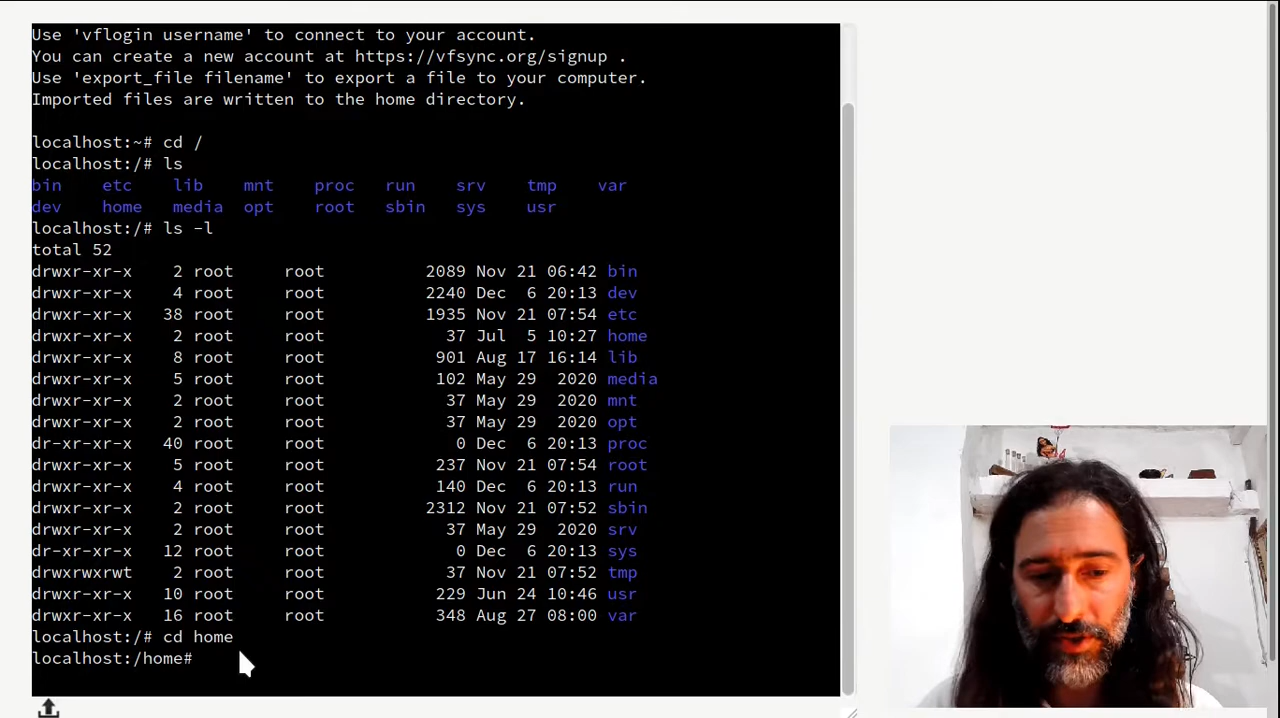 Use 'vflogin username' to connect to your account.
You can create a new account at https://vfsync.org/signup .
Use 'export_file filename' to export a file to your computer.
Imported files are written to the home directory.
localhost:~# cd /
localhost:/# ls
bin etc lib mnt proc run srv tmp var
dev home media opt root sbin sys usr
localhost:/# ls -l
total 52
drwxr-xr-x 2 root root 2089 Nov 21 06:42 bin
drwxr-xr-x 4 root root 2240 Dec 6 20:13 dev
drwxr-xr-x 38 root root 1935 Nov 21 07:54 etc
drwxr-xr-x 2 root root 37 Jul 5 10:27 home
drwxr-xr-x 8 root root 901 Aug 17 16:14 lib
drwxr-xr-x 5 root root 102 May 29 2020 media
drwxr-xr-x 2 root root 37 May 29 2020 mnt
drwxr-xr-x 2 root root 37 May 29 2020 opt
dr-xr-xr-x 40 root root 0 Dec 6 20:13 proc
drwxr-xr-x 5 root root 237 Nov 21 07:54 root
drwxr-xr-x 4 root root 140 Dec 6 20:13 run
drwxr-xr-x 2 root root 2312 Nov 21 07:52 sbin
drwxr-xr-x 2 root root 37 May 29 2020 srv
dr-xr-xr-x 12 root root 0 Dec 6 20:13 sys
drwxrwxrwt 2 root root 37 Nov 21 07:52 tmp
drwxr-xr-x 10 root root 229 Jun 24 10:46 usr
drwxr-xr-x 16 root root 348 Aug 27 08:00 var
localhost:/# cd home
localhost:/home#